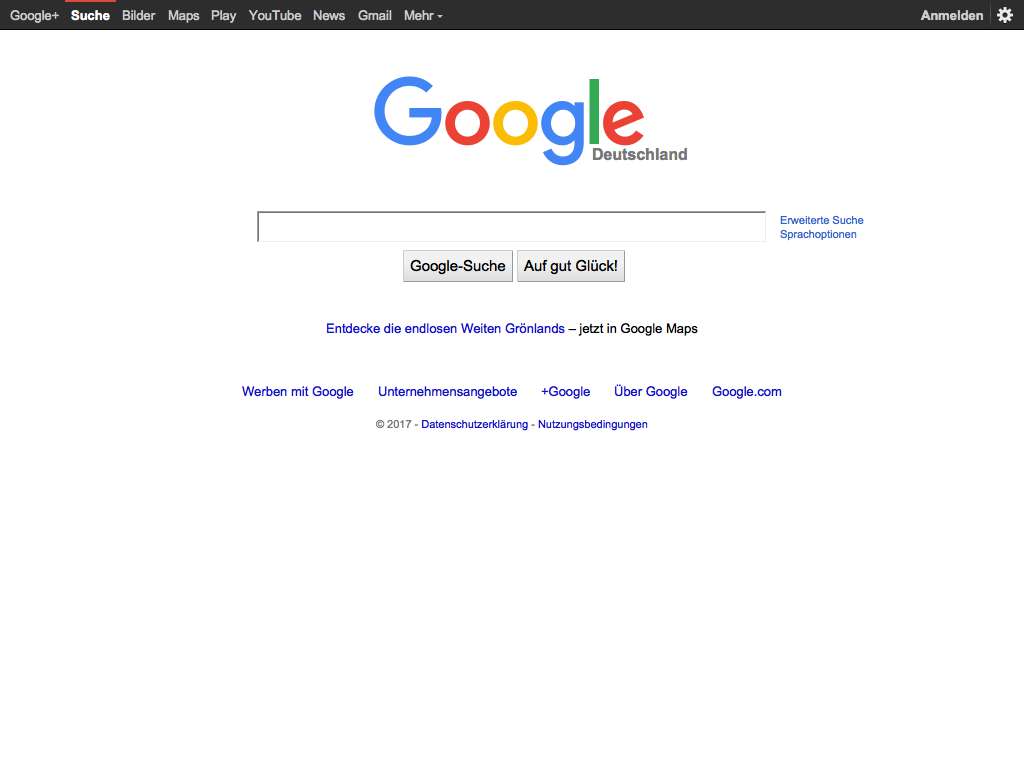 Google+ Suche Bilder Maps Play YouTube News Gmail Mehr Anmelden
Google
Deutschland
Erweiterte Suche
Sprachoptionen
Google-Suche Auf gut Glück!
Entdecke die endlosen Weiten Grönlands – jetzt in Google Maps
Werben mit Google Unternehmensangebote +Google Über Google Google.com
© 2017 - Datenschutzerklärung - Nutzungsbedingungen